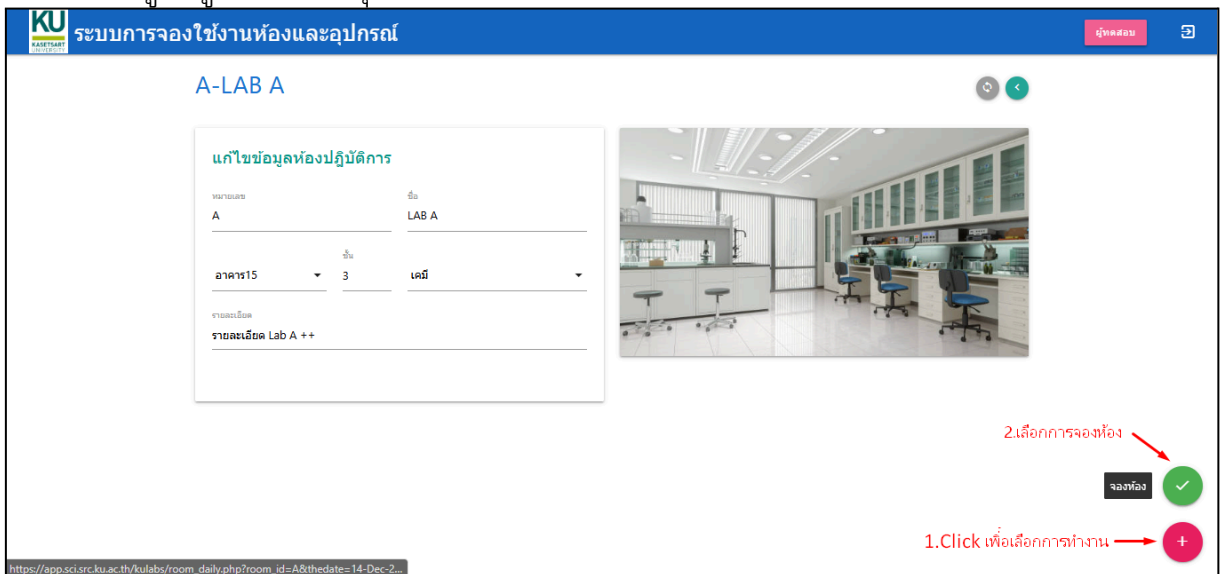 KU
KASETSART
UNIVERSITY
ระบบการจองใช้งานห้องและอุปกรณ์
ผู้ทดสอบ
A-LAB A
แก้ไขข้อมูลห้องปฎิบัติการ
หมายเลข ชื่อ
A LAB A
ชั้น
อาคาร15 3 เคมี
รายละเอียด
รายละเอียด Lab A ++
2.เลือกการจองห้อง
จองห้อง
1.Click เพื่อเลือกการทำงาน
https://app.sci.src.ku.ac.th/kulabs/room_daily.php?room_id=A&thedate=14-Dec-2...